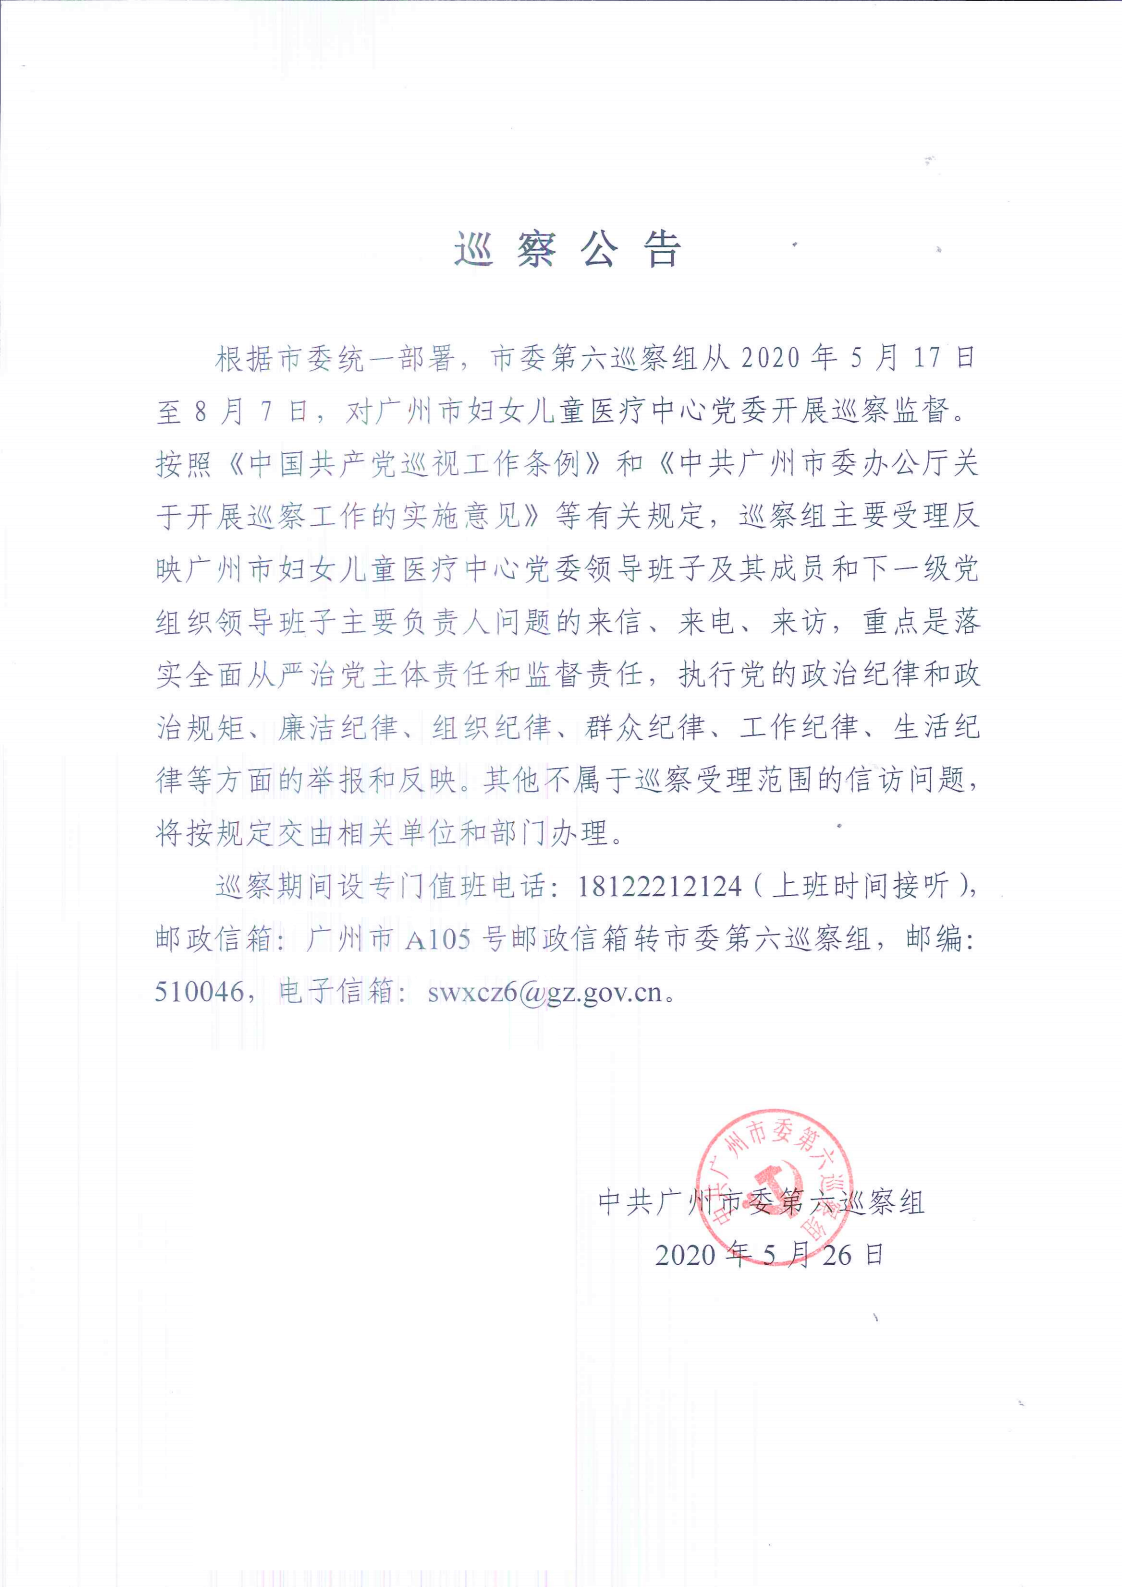 巡察公告
根据市委统一部署，市委第六巡察组从 2020 年 5 月 17 日
至 8 月 7 日，对广州市妇女儿童医疗中心党委开展巡察监督。
按照《中国共产党巡视工作条例》和《中共广州市委办公厅关
于开展巡察工作的实施意见》等有关规定，巡察组主要受理反
映广州市妇女儿童医疗中心党委领导班子及其成员和下一级党
组织领导班子主要负责人问题的来信、来电、来访，重点是落
实全面从严治党主体责任和监督责任，执行党的政治纪律和政
治规矩、廉洁纪律、组织纪律、群众纪律、工作纪律、生活纪
律等方面的举报和反映。其他不属于巡察受理范围的信访问题，
将按规定交由相关单位和部门办理。
巡察期间设专门值班电话：18122212124（上班时间接听），
邮政信箱：广州市 A105 号邮政信箱转市委第六巡察组，邮编：
510046，电子信箱：swxcz6@gz.gov.cn。
中共广州市委第六巡察组
中共广州市委第六巡察组
2020 年 5 月 26 日